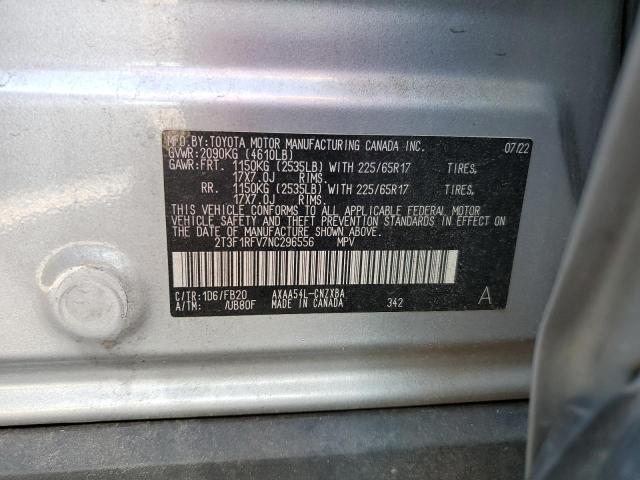 MFD.BY:TOYOTA MOTOR MANUFACTURING CANADA INC. 07/22
GVWR:2090KG (4610LB)
GAWR:FRT. 1150KG (2535LB) WITH 225/65R17 TIRES,
17X7.0J RIMS.
RR. 1150KG (2535LB) WITH 225/65R17 TIRES,
17X7.0J RIMS.
THIS VEHICLE CONFORMS TO ALL APPLICABLE FEDERAL MOTOR
VEHICLE SAFETY AND THEFT PREVENTION STANDARDS IN EFFECT
ON THE DATE OF MANUFACTURE SHOWN ABOVE.
2T3F1RFV7NC296556 MPV
C/TR:1D6/FB20 AXAA54L-CNZXBA
A/TM: /UB80F MADE IN CANADA 342 A